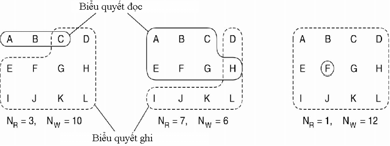 Biểu quyết đọc
A B C D
E F G H
I J K L
N_R = 3, N_W = 10
A B C D
E F G H
I J K L
N_R = 7, N_W = 6
A B C D
E F G H
I J K L
N_R = 1, N_W = 12
Biểu quyết ghi